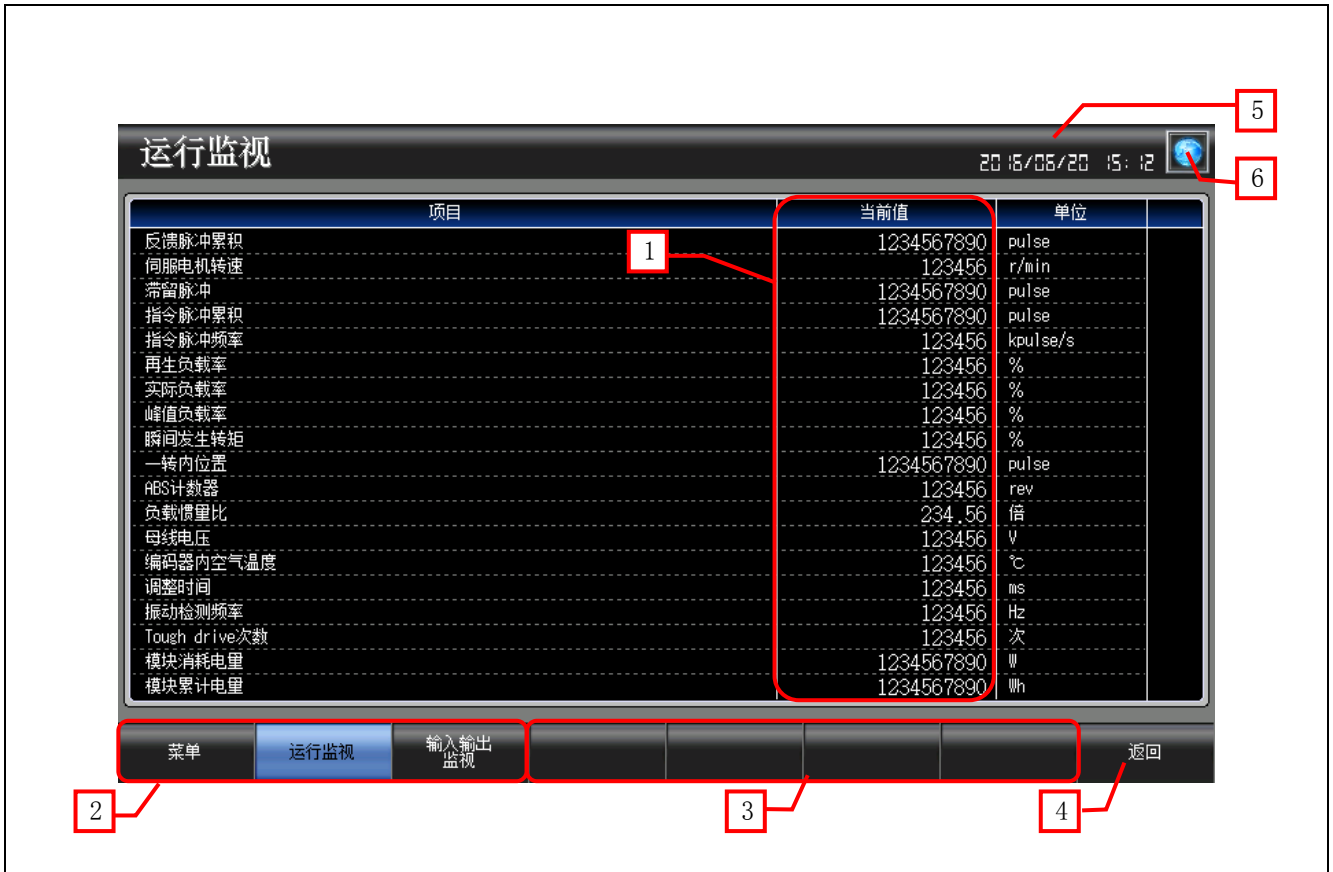 5
运行监视
2016/06/20 15:12
6
项目 当前值 单位
1
反馈脉冲累积 1234567890 pulse
伺服电机转速 123456 r/min
滞留脉冲 1234567890 pulse
指令脉冲累积 1234567890 pulse
指令脉冲频率 123456 kpulse/s
再生负载率 123456 %
实际负载率 123456 %
峰值负载率 123456 %
瞬间发生转矩 123456 %
一转内位置 1234567890 pulse
ABS计数器 123456 rev
负载惯量比 234.56 倍
母线电压 123456 V
编码器内空气温度 123456 ℃
调整时间 123456 ms
振动检测频率 123456 Hz
Tough drive次数 123456 次
模块消耗电量 1234567890 W
模块累计电量 1234567890 Wh
菜单
运行监视
输入输出
监视
返回
2
3
4